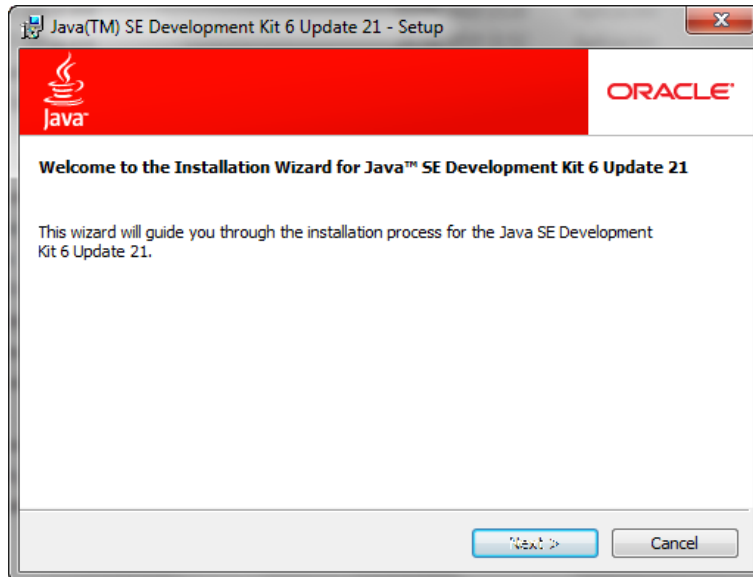 Java(TM) SE Development Kit 6 Update 21 - Setup
Java™
ORACLE®
Welcome to the Installation Wizard for Java™ SE Development Kit 6 Update 21
This wizard will guide you through the installation process for the Java SE Development
Kit 6 Update 21.
Next >
Cancel